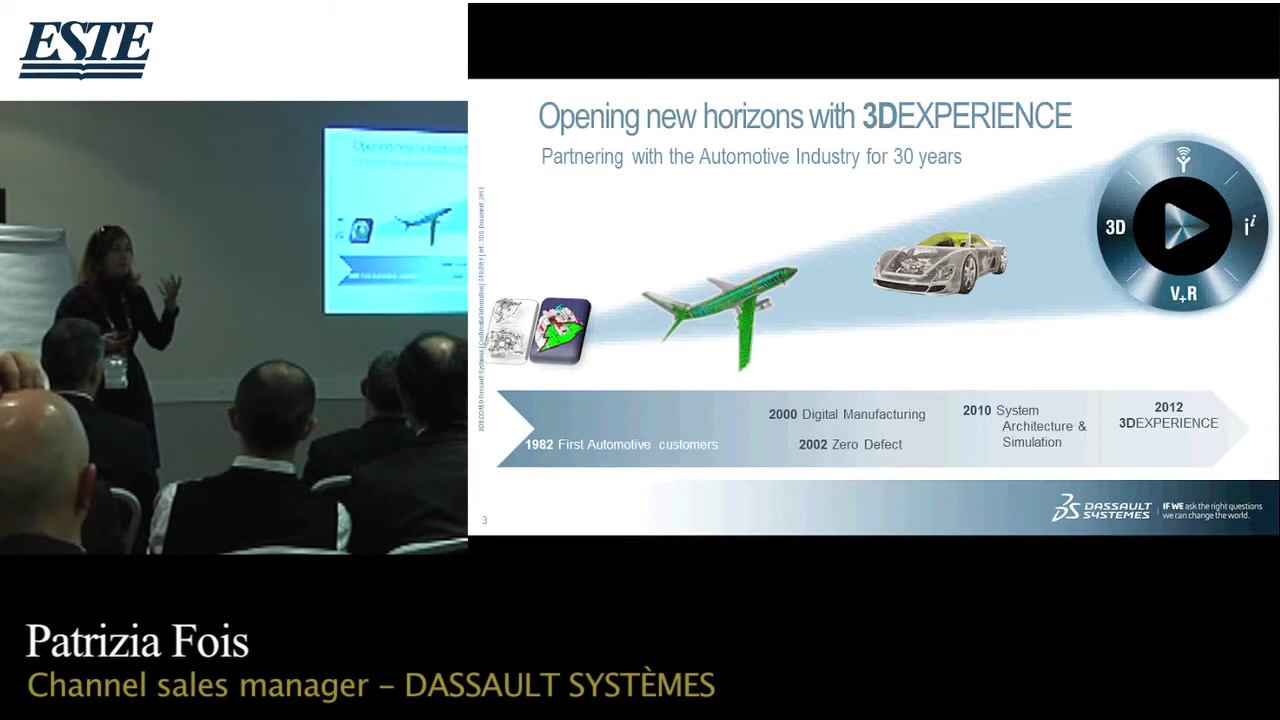 ESTE
Opening new horizons with 3DEXPERIENCE
Partnering with the Automotive Industry for 30 years
3D
i i
V+R
1982 First Automotive customers
2000 Digital Manufacturing
2002 Zero Defect
2010 System
Architecture &
Simulation
2012
3DEXPERIENCE
3
DASSAULT
SYSTEMES
IF WE ask the right questions
we can change the world.
Patrizia Fois
Channel sales manager – DASSAULT SYSTÈMES